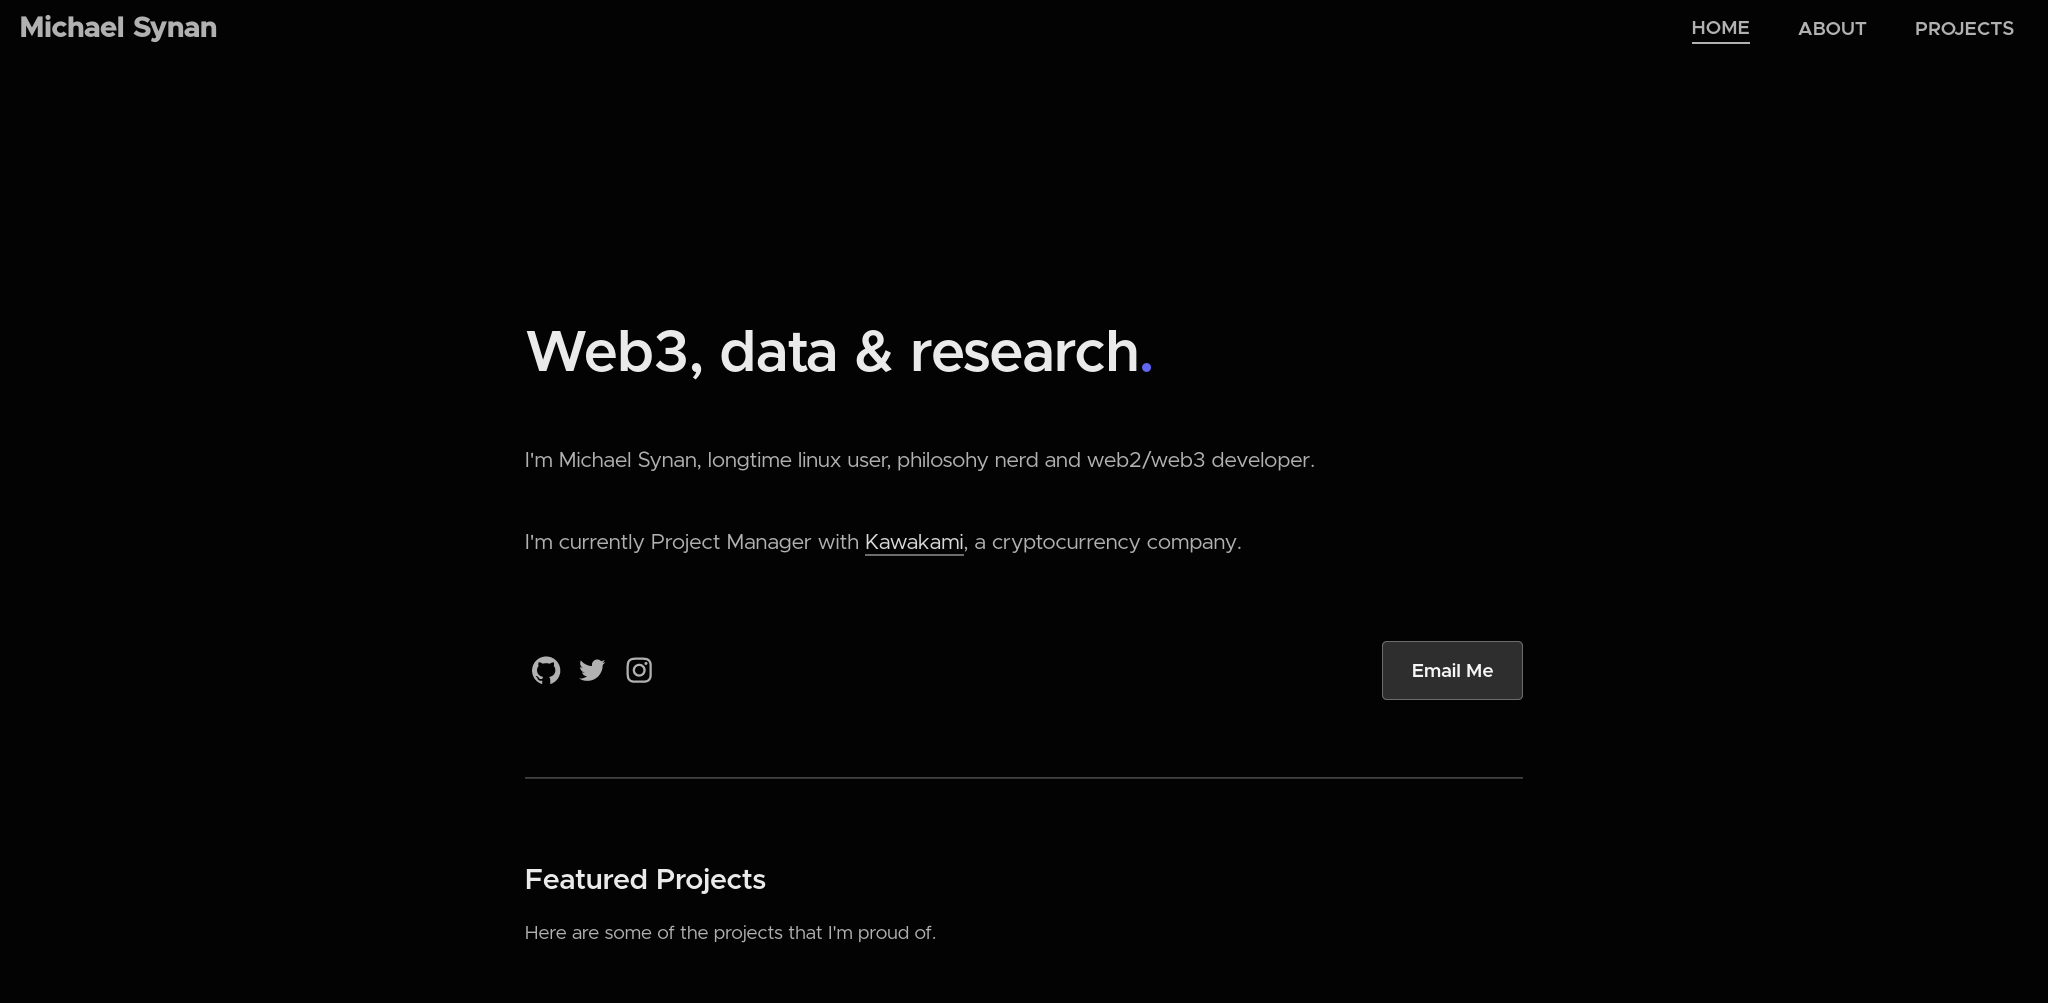 Michael Synan
HOME
ABOUT
PROJECTS
Web3, data & research.
I'm Michael Synan, longtime linux user, philosohy nerd and web2/web3 developer.
I'm currently Project Manager with Kawakami, a cryptocurrency company.
Email Me
Featured Projects
Here are some of the projects that I'm proud of.